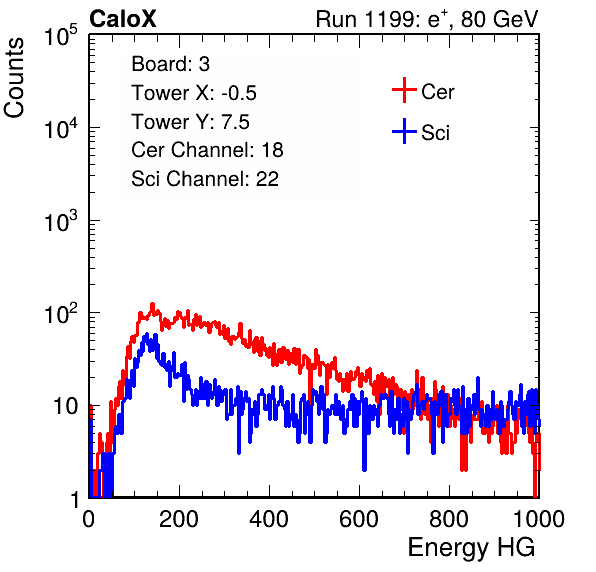 CaloX Run 1199: e⁺, 80 GeV
Counts
10⁵
10⁴
10³
10²
10
1
Board: 3
Tower X: -0.5
Tower Y: 7.5
Cer Channel: 18
Sci Channel: 22
Cer
Sci
0 200 400 600 800 1000
Energy HG